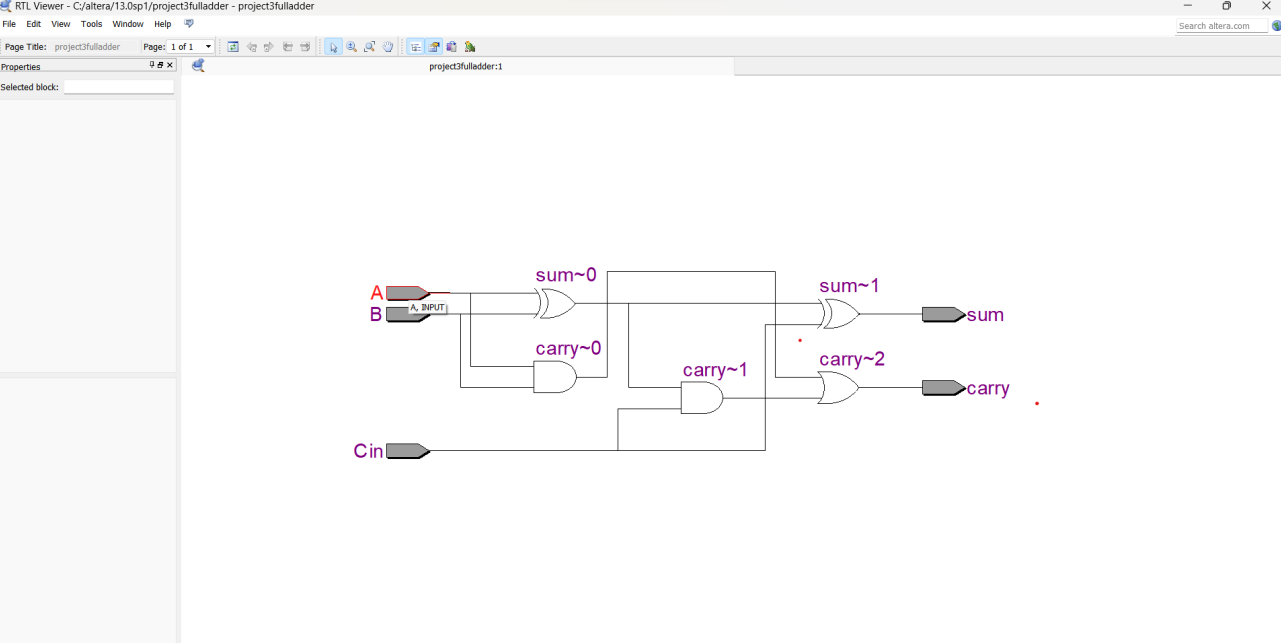 RTL Viewer - C:/altera/13.0sp1/project3fulladder - project3fulladder
File Edit View Tools Window Help
Search altera.com
Page Title: project3fulladder Page: 1 of 1
Properties
project3fulladder:1
Selected block:
sum~0
sum~1
A
A, INPUT
B
sum
carry~0
carry~1
carry~2
carry
Cin